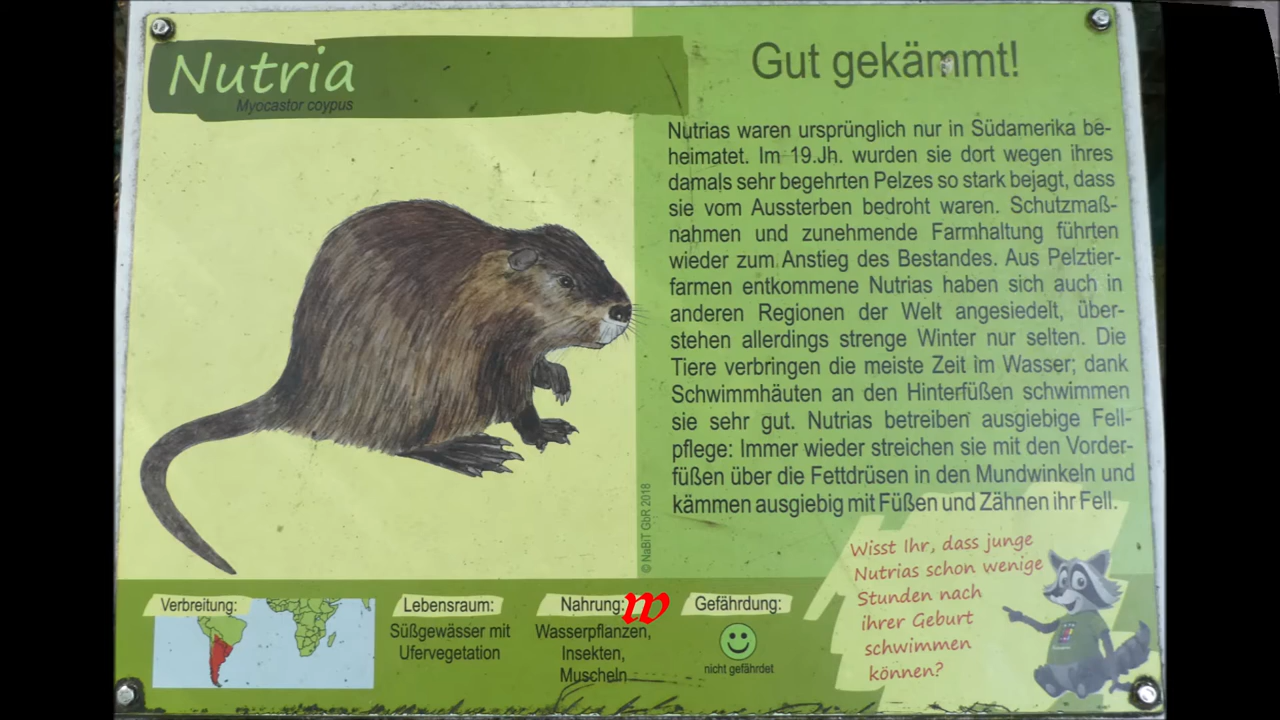 Nutria
Myocastor coypus
Gut gekämmt!
Nutrias waren ursprünglich nur in Südamerika be-
heimatet. Im 19.Jh. wurden sie dort wegen ihres
damals sehr begehrten Pelzes so stark bejagt, dass
sie vom Aussterben bedroht waren. Schutzmaß-
nahmen und zunehmende Farmhaltung führten
wieder zum Anstieg des Bestandes. Aus Pelztier-
farmen entkommene Nutrias haben sich auch in
anderen Regionen der Welt angesiedelt, über-
stehen allerdings strenge Winter nur selten. Die
Tiere verbringen die meiste Zeit im Wasser; dank
Schwimmhäuten an den Hinterfüßen schwimmen
sie sehr gut. Nutrias betreiben ausgiebige Fell-
pflege: Immer wieder streichen sie mit den Vorder-
füßen über die Fettdrüsen in den Mundwinkeln und
kämmen ausgiebig mit Füßen und Zähnen ihr Fell.
© NaBiT GbR 2018
Verbreitung:
Lebensraum:
Süßgewässer mit
Ufervegetation
Nahrung:
w
Wasserpflanzen,
Insekten,
Muscheln
Gefährdung:
nicht gefährdet
Wisst Ihr, dass junge
Nutrias schon wenige
Stunden nach
ihrer Geburt
schwimmen
können?